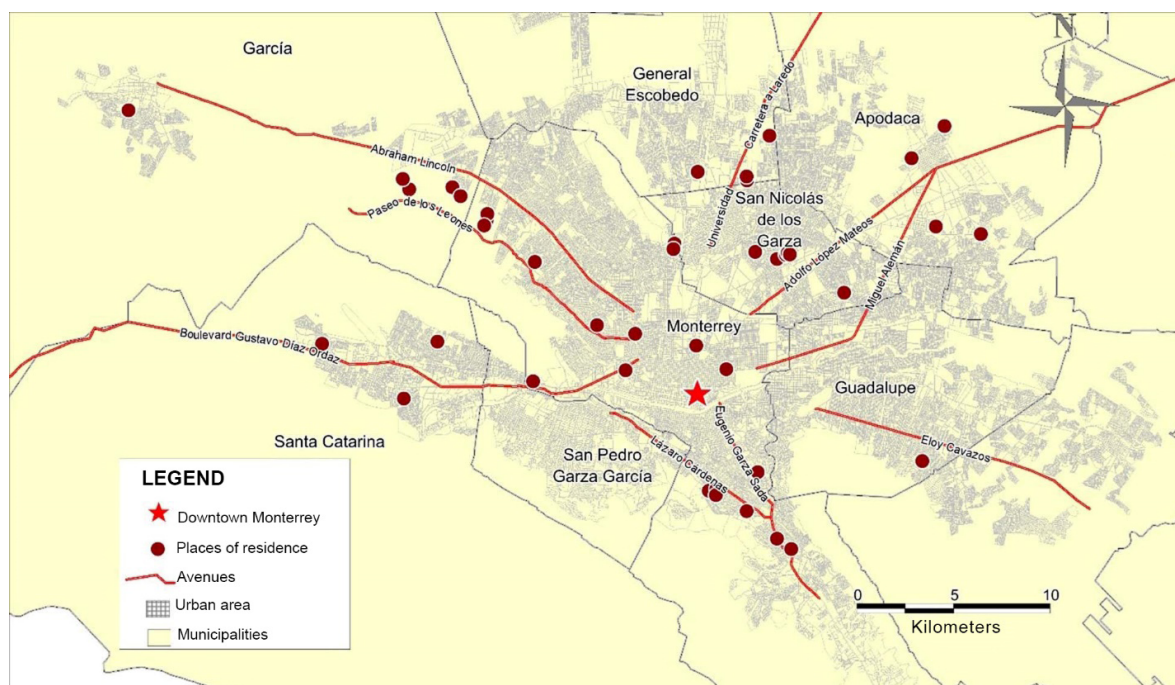 García
General
Escobedo
Carretera a Laredo
N
Apodaca
Abraham Lincoln
Paseo de los Leones
Universidad
San Nicolás
de los
Garza
Adolfo López Mateos
Miguel Alemán
Monterrey
Boulevard Gustavo Diaz Ordaz
Guadalupe
Eugenio Garza Sada
Eloy Cavazos
Santa Catarina
San Pedro
Garza García
Lázaro Cárdenas
LEGEND
Downtown Monterrey
Places of residence
Avenues
Urban area
Municipalities
0 5 10
Kilometers